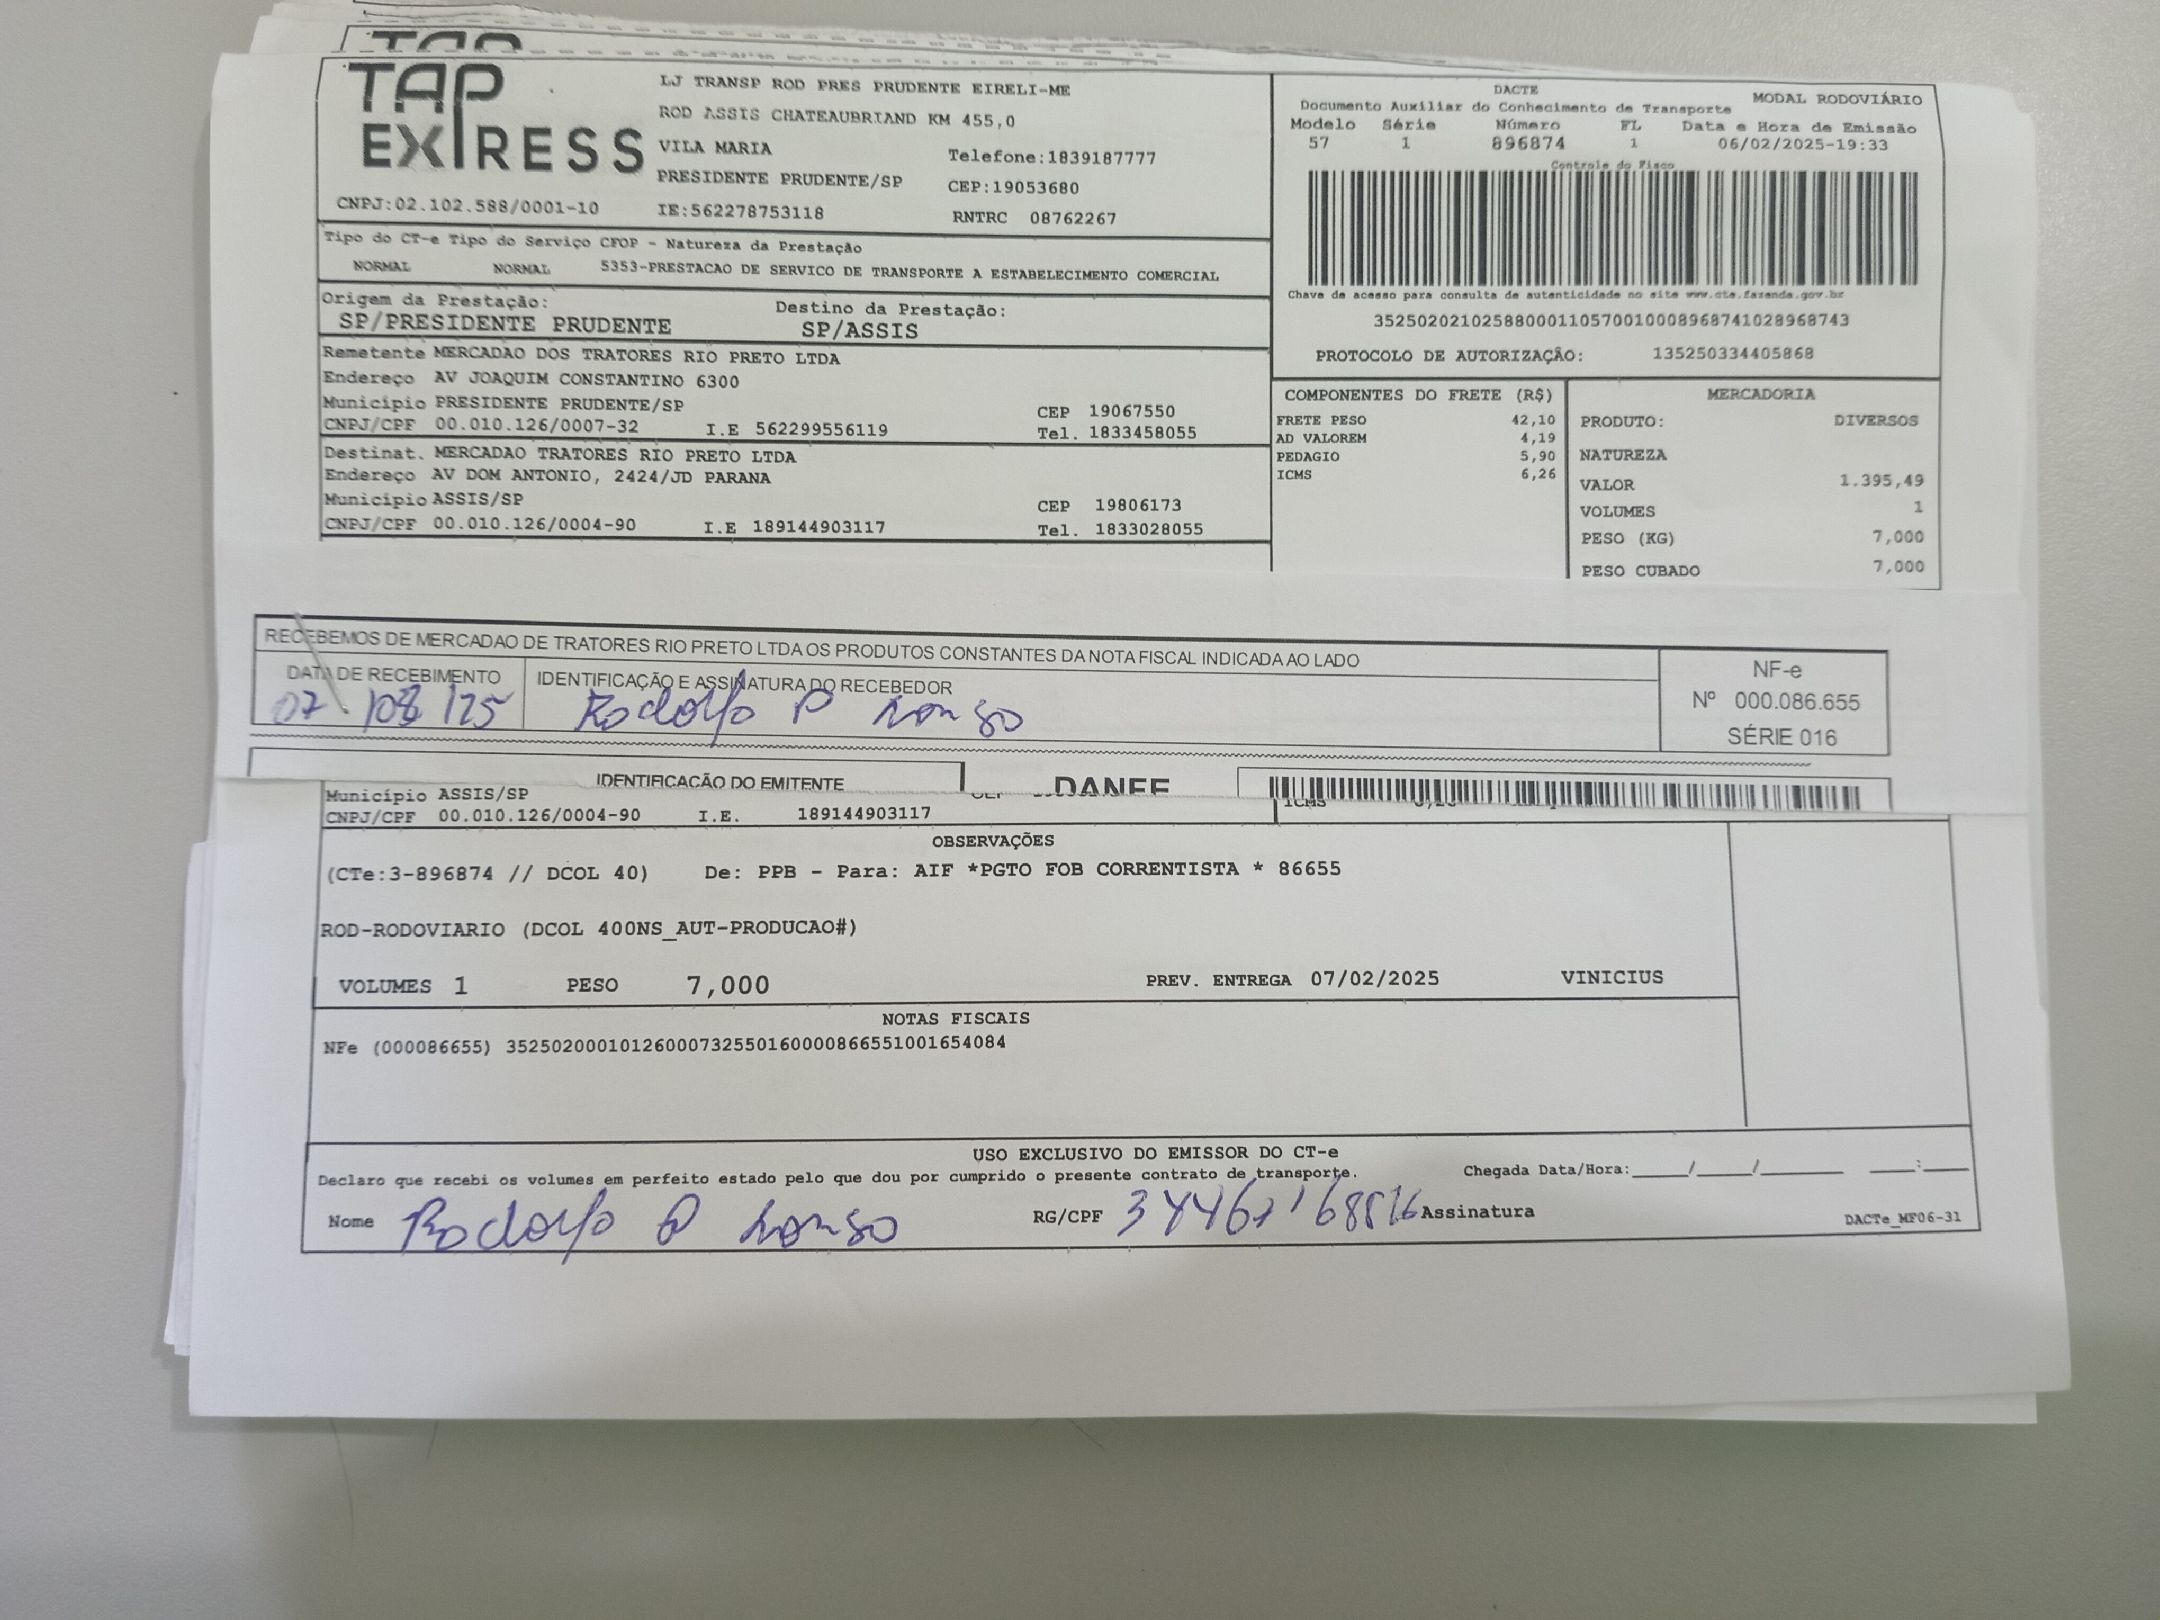 TAP
TAP
EXPRESS
LJ TRANSP ROD PRES PRUDENTE EIRELI-ME
ROD ASSIS CHATEAUBRIAND KM 455,0
VILA MARIA Telefone:1839187777
PRESIDENTE PRUDENTE/SP CEP:19053680
CNPJ:02.102.588/0001-10 IE:562278753118 RNTRC 08762267
Tipo do CT-e Tipo do Serviço CFOP - Natureza da Prestação
NORMAL NORMAL 5353-PRESTACAO DE SERVICO DE TRANSPORTE A ESTABELECIMENTO COMERCIAL
Origem da Prestação: Destino da Prestação:
SP/PRESIDENTE PRUDENTE SP/ASSIS
Remetente MERCADAO DOS TRATORES RIO PRETO LTDA
Endereço AV JOAQUIM CONSTANTINO 6300
Município PRESIDENTE PRUDENTE/SP CEP 19067550
CNPJ/CPF 00.010.126/0007-32 I.E 562299556119 Tel. 1833458055
Destinat. MERCADAO TRATORES RIO PRETO LTDA
Endereço AV DOM ANTONIO, 2424/JD PARANA
Município ASSIS/SP CEP 19806173
CNPJ/CPF 00.010.126/0004-90 I.E 189144903117 Tel. 1833028055
DACTE MODAL RODOVIÁRIO
Documento Auxiliar do Conhecimento de Transporte
Modelo Série Número FL Data e Hora de Emissão
57 1 896874 1 06/02/2025-19:33
Controle do Fisco
Chave de acesso para consulta de autenticidade no site www.cte.fazenda.gov.br
35250202102588000110570010008968741028968743
PROTOCOLO DE AUTORIZAÇÃO: 135250334405868
COMPONENTES DO FRETE (R$)
FRETE PESO 42,10
AD VALOREM 4,19
PEDAGIO 5,90
ICMS 6,26
MERCADORIA
PRODUTO: DIVERSOS
NATUREZA
VALOR 1.395,49
VOLUMES 1
PESO (KG) 7,000
PESO CUBADO 7,000
RECEBEMOS DE MERCADAO DE TRATORES RIO PRETO LTDA OS PRODUTOS CONSTANTES DA NOTA FISCAL INDICADA AO LADO
DATA DE RECEBIMENTO IDENTIFICAÇÃO E ASSINATURA DO RECEBEDOR
Rodolfo P
NF-e
Nº 000.086.655
SÉRIE 016
IDENTIFICAÇÃO DO EMITENTE DANFE
Município ASSIS/SP
CNPJ/CPF 00.010.126/0004-90 I.E. 189144903117 ICMS
OBSERVAÇÕES
(CTe:3-896874 // DCOL 40) De: PPB - Para: AIF *PGTO FOB CORRENTISTA * 86655
ROD-RODOVIARIO (DCOL 400NS_AUT-PRODUCAO#)
VOLUMES 1 PESO 7,000 PREV. ENTREGA 07/02/2025 VINICIUS
NOTAS FISCAIS
NFe (000086655) 35250200010126000732550160000866551001654084
USO EXCLUSIVO DO EMISSOR DO CT-e
Declaro que recebi os volumes em perfeito estado pelo que dou por cumprido o presente contrato de transporte. Chegada Data/Hora:____/____/______ ___:___
Nome Rodolfo P RG/CPF Assinatura DACTe_MF06-31